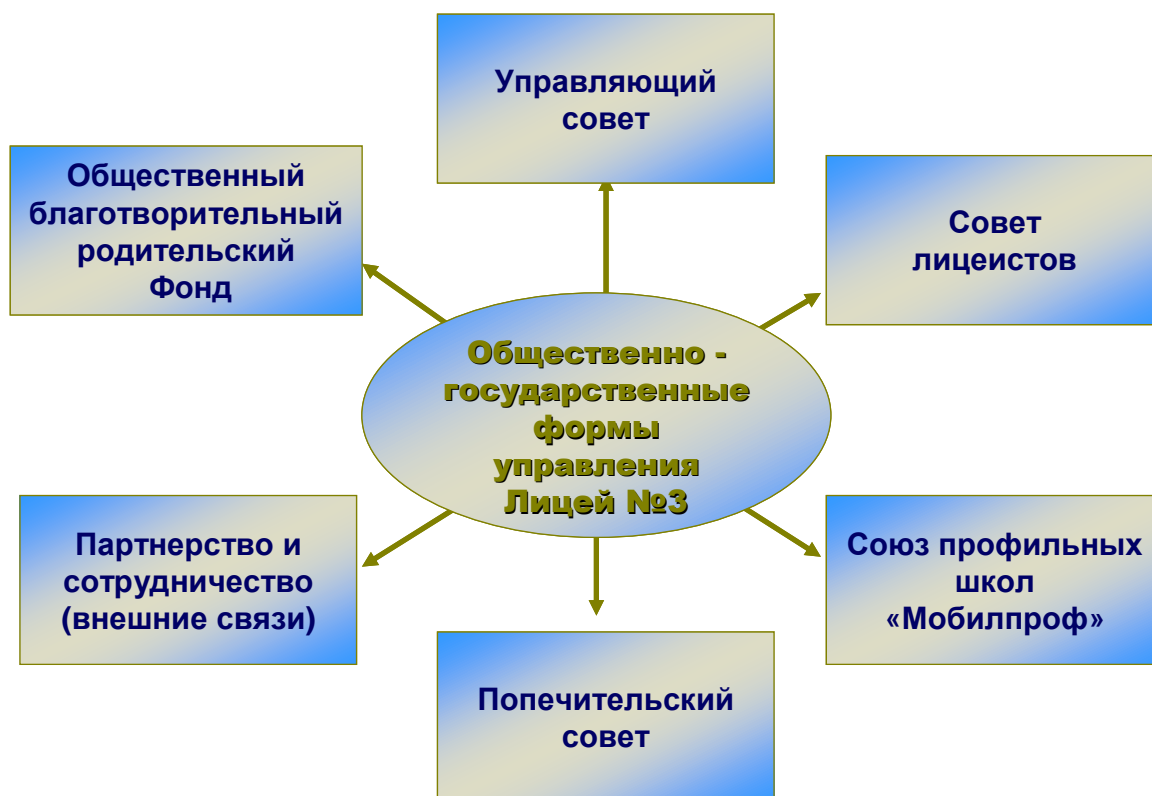 Управляющий
совет
Общественный
благотворительный
родительский
Фонд
Совет
лицеистов
Общественно -
государственные
формы
управления
Лицей №3
Партнерство и
сотрудничество
(внешние связи)
Союз профильных
школ
«Мобилпроф»
Попечительский
совет